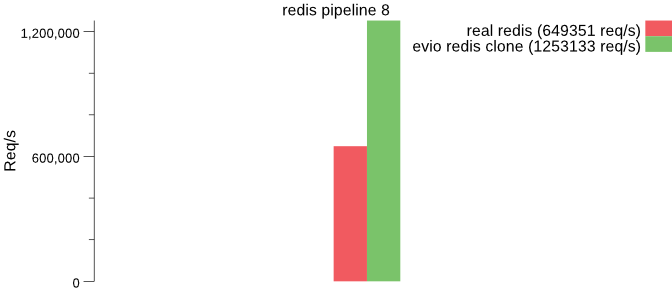 redis pipeline 8
real redis (649351 req/s)
evio redis clone (1253133 req/s)
Req/s
1,200,000
600,000
0